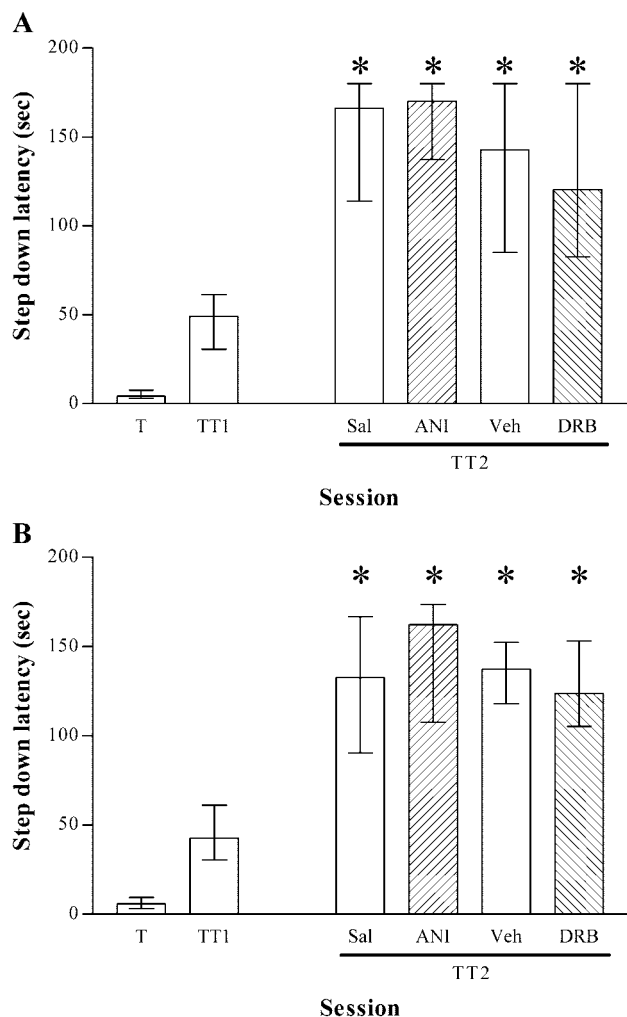 A
200
* * * *
150
100
50
0
Step down latency (sec)
T TT1 Sal ANI Veh DRB
TT2
Session
B
200
* * * *
150
100
50
0
Step down latency (sec)
T TT1 Sal ANI Veh DRB
TT2
Session